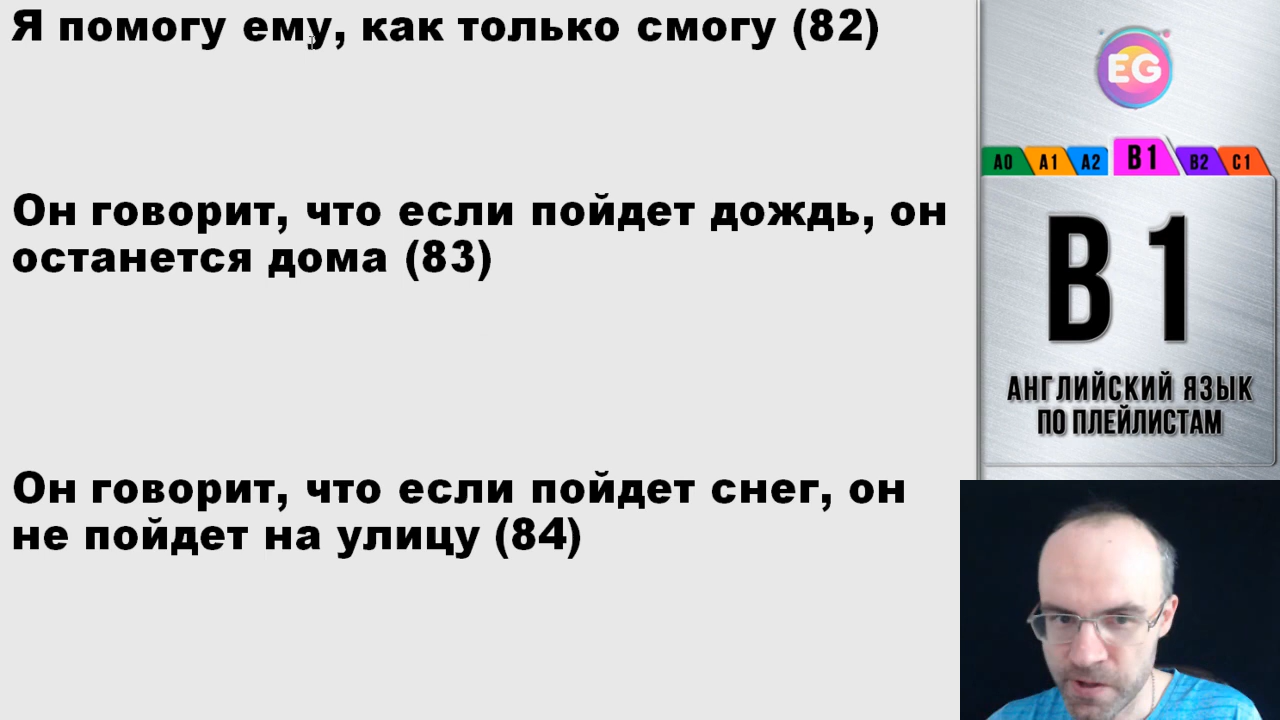 Я помогу ему, как только смогу (82)
Он говорит, что если пойдет дождь, он
останется дома (83)
Он говорит, что если пойдет снег, он
не пойдет на улицу (84)
EG
A0 A1 A2 B1 B2 C1
B1
АНГЛИЙСКИЙ ЯЗЫК
ПО ПЛЕЙЛИСТАМ